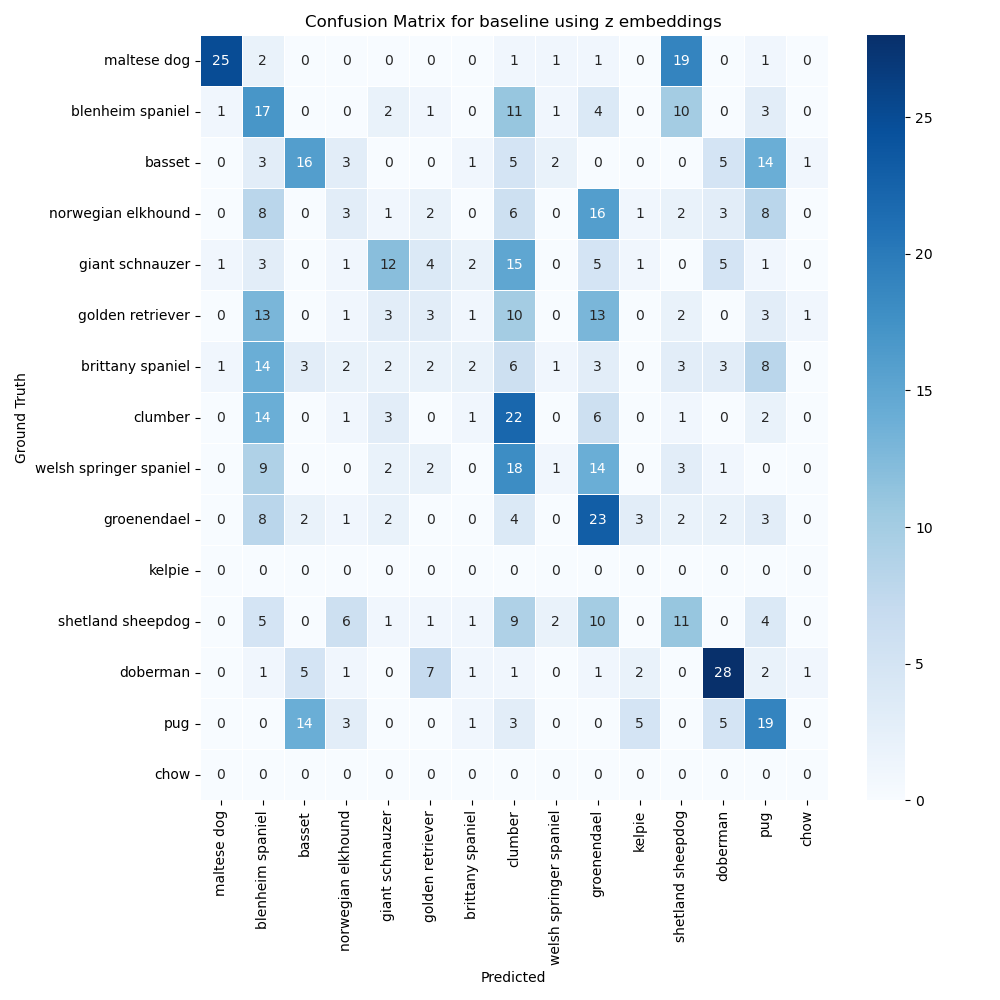 Confusion Matrix for baseline using z embeddings
maltese dog 25 2 0 0 0 0 0 1 1 1 0 19 0 1 0
blenheim spaniel 1 17 0 0 2 1 0 11 1 4 0 10 0 3 0
basset 0 3 16 3 0 0 1 5 2 0 0 0 5 14 1
norwegian elkhound 0 8 0 3 1 2 0 6 0 16 1 2 3 8 0
giant schnauzer 1 3 0 1 12 4 2 15 0 5 1 0 5 1 0
golden retriever 0 13 0 1 3 3 1 10 0 13 0 2 0 3 1
brittany spaniel 1 14 3 2 2 2 2 6 1 3 0 3 3 8 0
clumber 0 14 0 1 3 0 1 22 0 6 0 1 0 2 0
welsh springer spaniel 0 9 0 0 2 2 0 18 1 14 0 3 1 0 0
groenendael 0 8 2 1 2 0 0 4 0 23 3 2 2 3 0
kelpie 0 0 0 0 0 0 0 0 0 0 0 0 0 0 0
shetland sheepdog 0 5 0 6 1 1 1 9 2 10 0 11 0 4 0
doberman 0 1 5 1 0 7 1 1 0 1 2 0 28 2 1
pug 0 0 14 3 0 0 1 3 0 0 5 0 5 19 0
chow 0 0 0 0 0 0 0 0 0 0 0 0 0 0 0
Ground Truth
maltese dog
blenheim spaniel
basset
norwegian elkhound
giant schnauzer
golden retriever
brittany spaniel
clumber
welsh springer spaniel
groenendael
kelpie
shetland sheepdog
doberman
pug
chow
Predicted
25
20
15
10
5
0